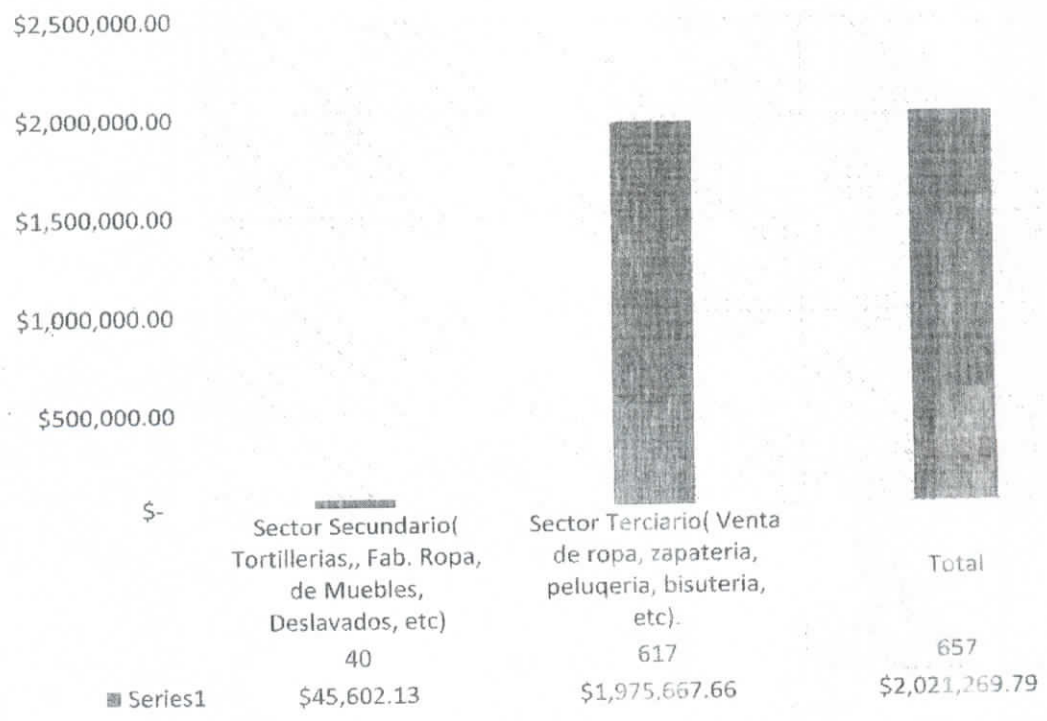 $2,500,000.00
$2,000,000.00
$1,500,000.00
$1,000,000.00
$500,000.00
$-
Sector Secundario(
Tortillerias,, Fab. Ropa,
de Muebles,
Deslavados, etc)
Sector Terciario( Venta
de ropa, zapateria,
peluqeria, bisuteria,
etc).
Total
40
617
657
Series1
$45,602.13
$1,975,667.66
$2,021,269.79